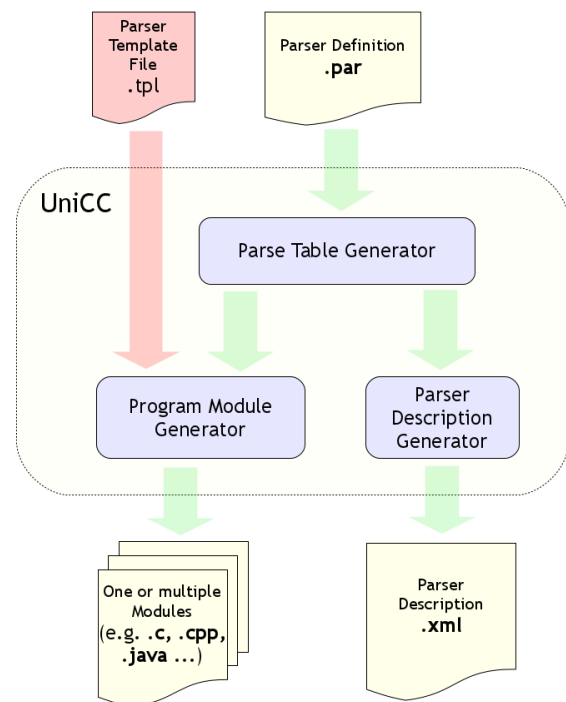 Parser
Template
File
.tpl
Parser Definition
.par
UniCC
Parse Table Generator
Program Module
Generator
Parser
Description
Generator
One or multiple
Modules
(e.g. .c, .cpp,
.java ...)
Parser
Description
.xml